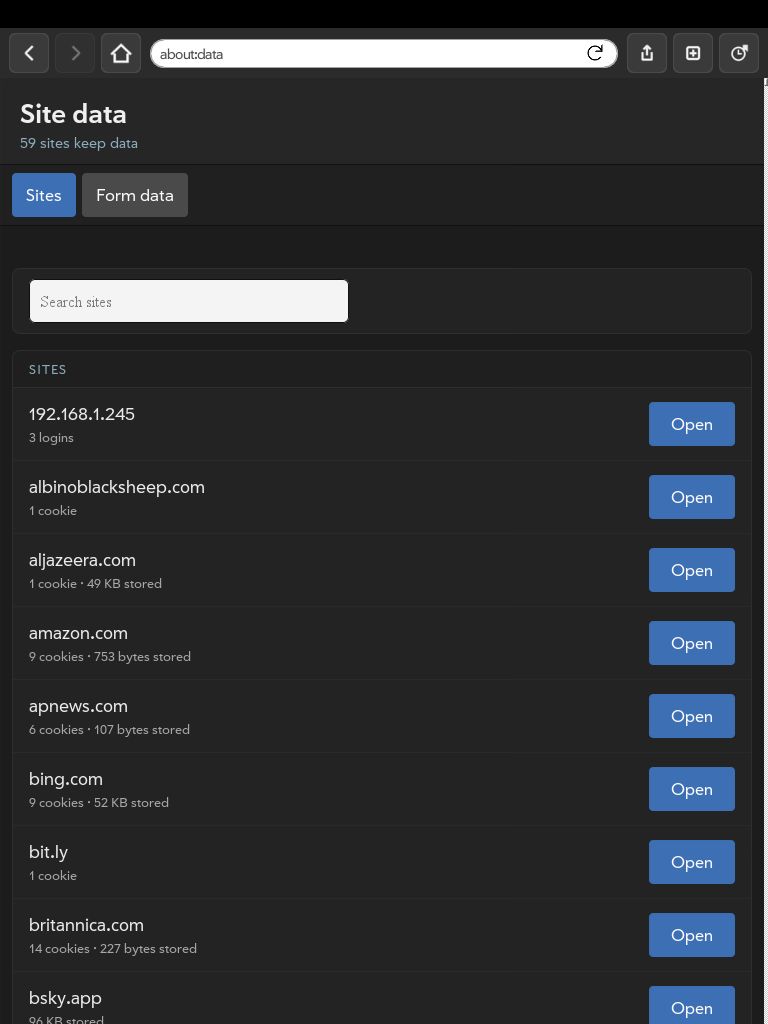 about:data
Site data
59 sites keep data
Sites
Form data
Search sites
SITES
192.168.1.245
3 logins
Open
albinoblacksheep.com
1 cookie
Open
aljazeera.com
1 cookie · 49 KB stored
Open
amazon.com
9 cookies · 753 bytes stored
Open
apnews.com
6 cookies · 107 bytes stored
Open
bing.com
9 cookies · 52 KB stored
Open
bit.ly
1 cookie
Open
britannica.com
14 cookies · 227 bytes stored
Open
bsky.app
96 KB stored
Open